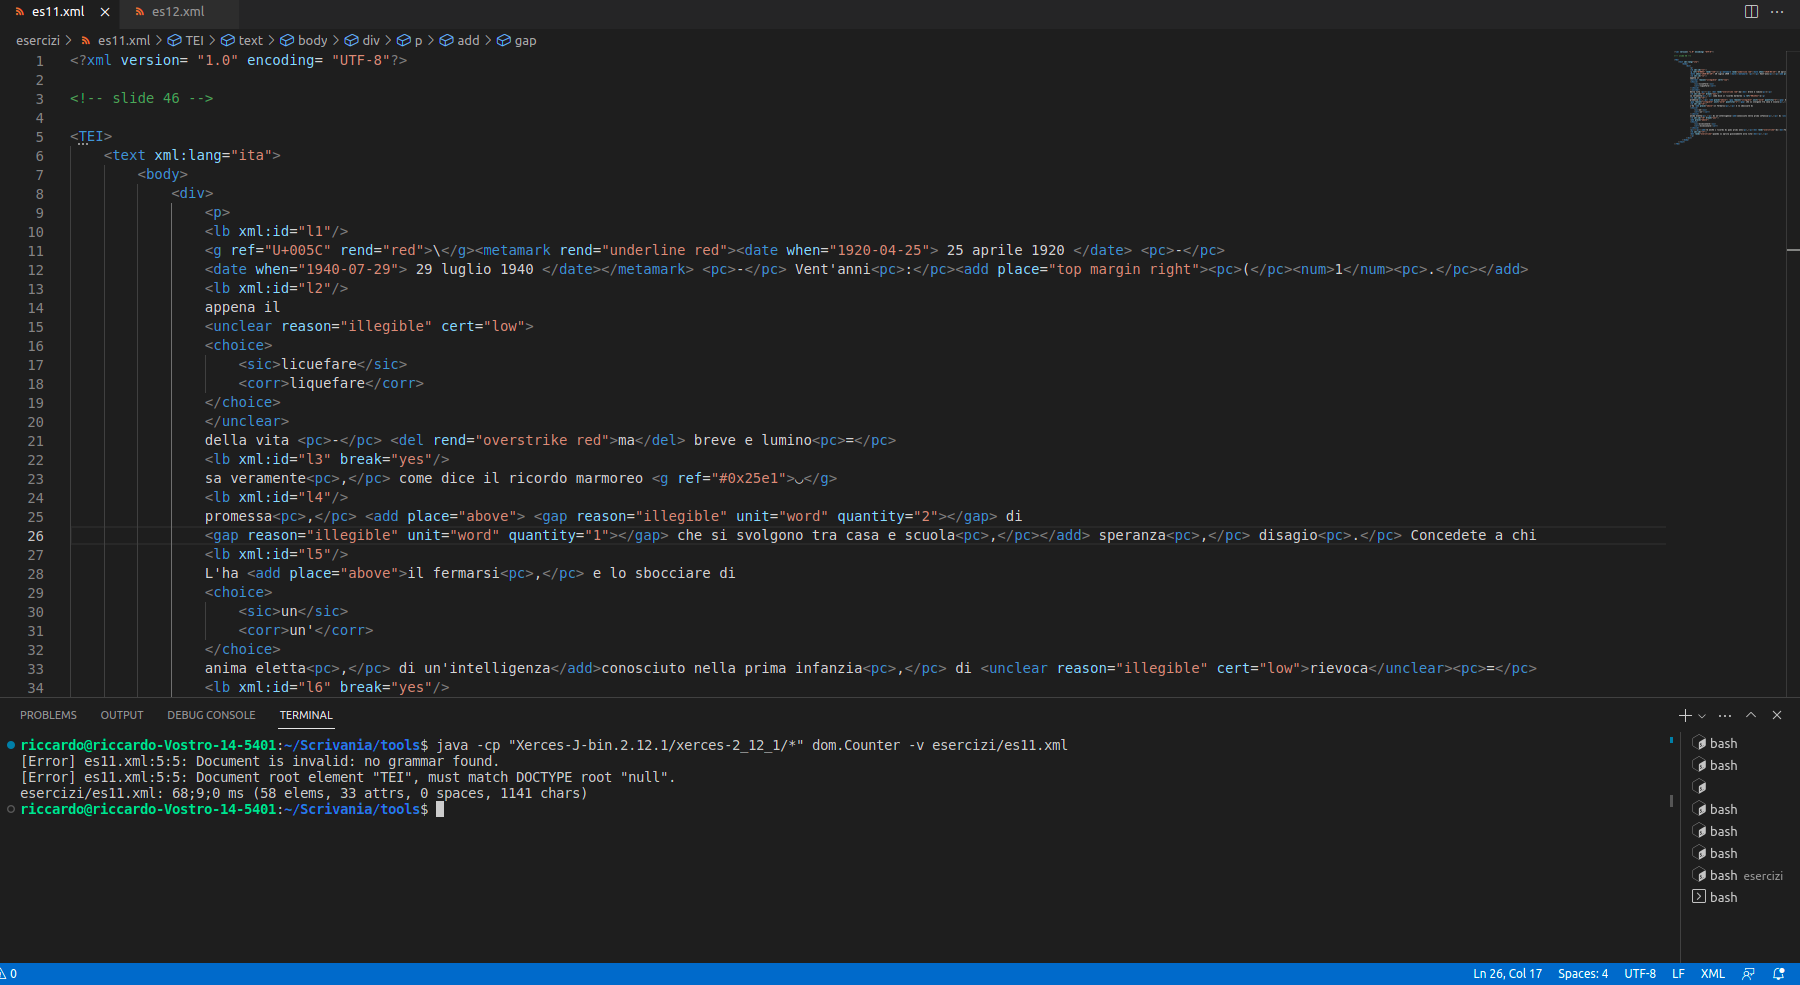 es11.xml es12.xml
esercizi > es11.xml > TEI > text > body > div > p > add > gap
1 <?xml version= "1.0" encoding= "UTF-8"?>
2
3 <!-- slide 46 -->
4
5 <TEI>
6 <text xml:lang="ita">
7 <body>
8 <div>
9 <p>
10 <lb xml:id="l1"/>
11 <g ref="U+005C" rend="red">\</g><metamark rend="underline red"><date when="1920-04-25"> 25 aprile 1920 </date> <pc>-</pc>
12 <date when="1940-07-29"> 29 luglio 1940 </date></metamark> <pc>-</pc> Vent'anni<pc>:</pc><add place="top margin right"><pc>(</pc><num>1</num><pc>.</pc></add>
13 <lb xml:id="l2"/>
14 appena il
15 <unclear reason="illegible" cert="low">
16 <choice>
17 <sic>licuefare</sic>
18 <corr>liquefare</corr>
19 </choice>
20 </unclear>
21 della vita <pc>-</pc> <del rend="overstrike red">ma</del> breve e lumino<pc>=</pc>
22 <lb xml:id="l3" break="yes"/>
23 sa veramente<pc>,</pc> come dice il ricordo marmoreo <g ref="#0x25e1">◡</g>
24 <lb xml:id="l4"/>
25 promessa<pc>,</pc> <add place="above"> <gap reason="illegible" unit="word" quantity="2"></gap> di
26 <gap reason="illegible" unit="word" quantity="1"></gap> che si svolgono tra casa e scuola<pc>,</pc></add> speranza<pc>,</pc> disagio<pc>.</pc> Concedete a chi
27 <lb xml:id="l5"/>
28 L'ha <add place="above">il fermarsi<pc>,</pc> e lo sbocciare di
29 <choice>
30 <sic>un</sic>
31 <corr>un'</corr>
32 </choice>
33 anima eletta<pc>,</pc> di un'intelligenza</add>conosciuto nella prima infanzia<pc>,</pc> di <unclear reason="illegible" cert="low">rievoca</unclear><pc>=</pc>
34 <lb xml:id="l6" break="yes"/>
PROBLEMS OUTPUT DEBUG CONSOLE TERMINAL
riccardo@riccardo-Vostro-14-5401:~/Scrivania/tools$ java -cp "Xerces-J-bin.2.12.1/xerces-2_12_1/*" dom.Counter -v esercizi/es11.xml
[Error] es11.xml:5:5: Document is invalid: no grammar found.
[Error] es11.xml:5:5: Document root element "TEI", must match DOCTYPE root "null".
esercizi/es11.xml: 68;9;0 ms (58 elems, 33 attrs, 0 spaces, 1141 chars)
riccardo@riccardo-Vostro-14-5401:~/Scrivania/tools$
bash
bash
bash
bash
bash
bash esercizi
bash
0 Ln 26, Col 17 Spaces: 4 UTF-8 LF XML